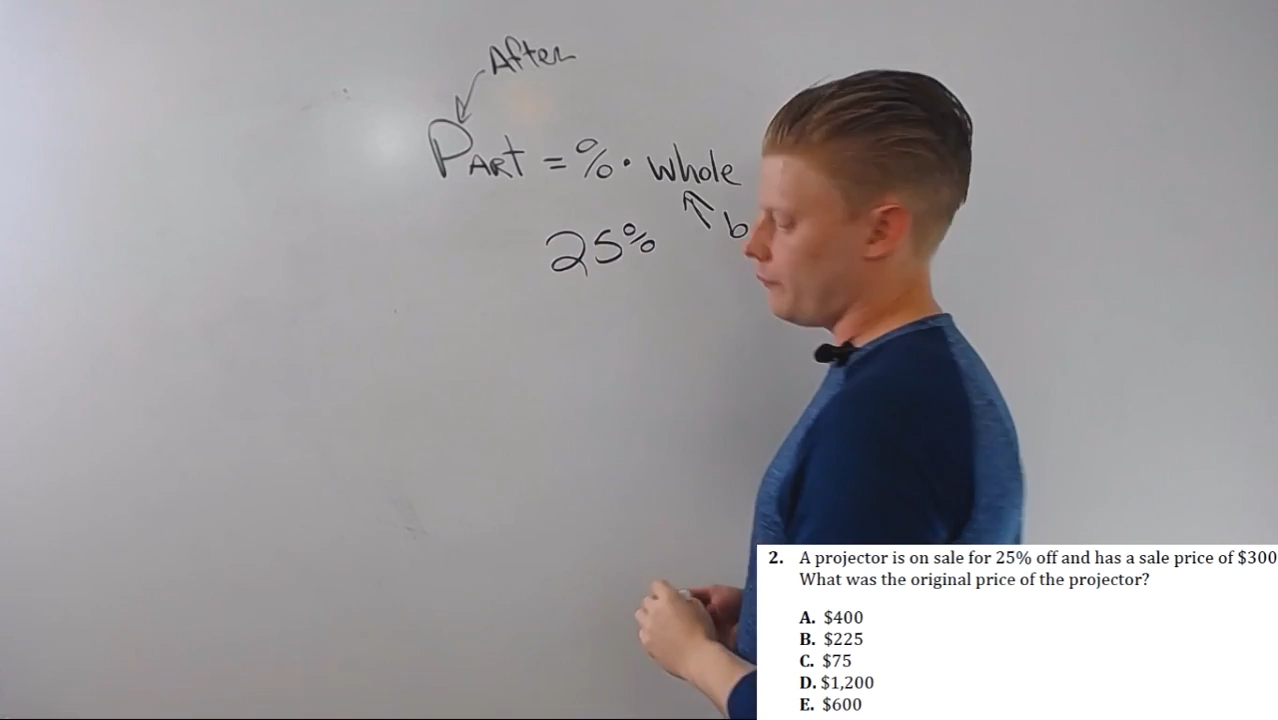 After
PART = % · whole
25%
2. A projector is on sale for 25% off and has a sale price of $300
What was the original price of the projector?
A. $400
B. $225
C. $75
D. $1,200
E. $600